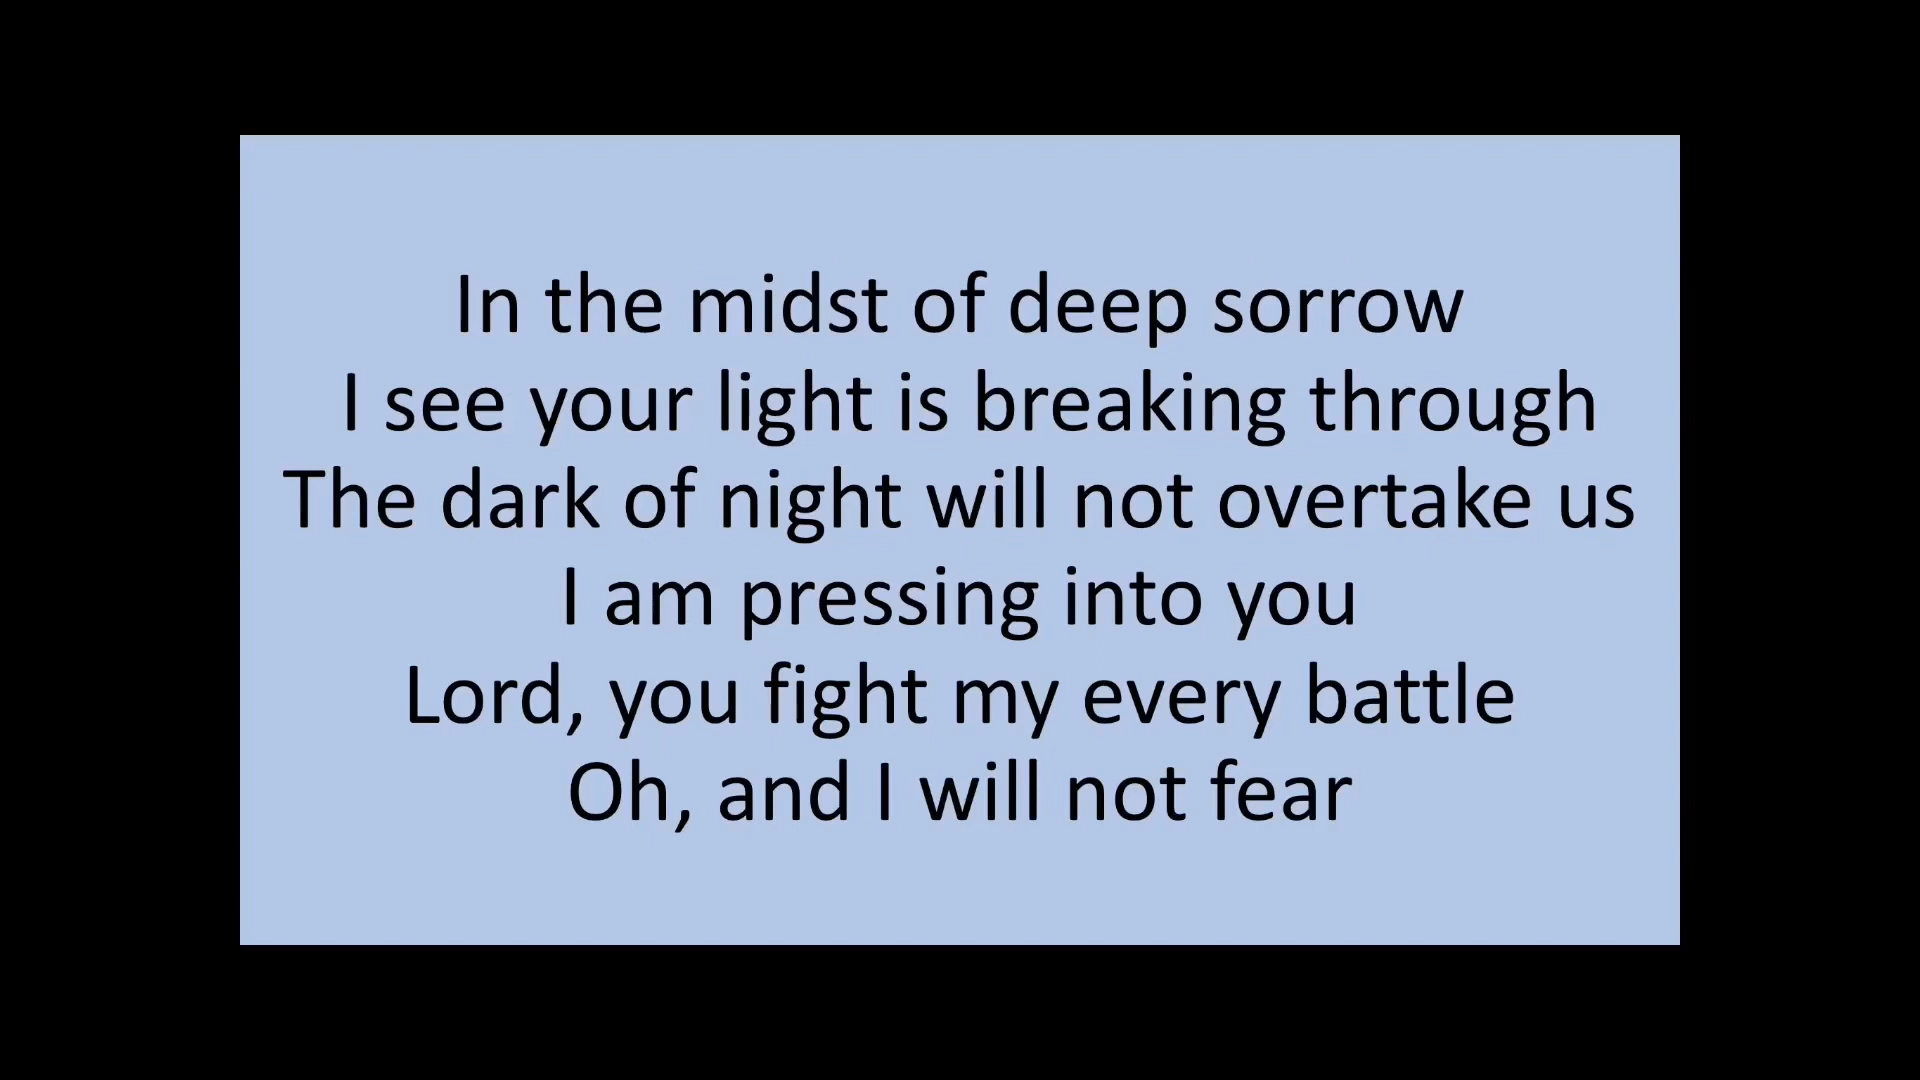 In the midst of deep sorrow
I see your light is breaking through
The dark of night will not overtake us
I am pressing into you
Lord, you fight my every battle
Oh, and I will not fear